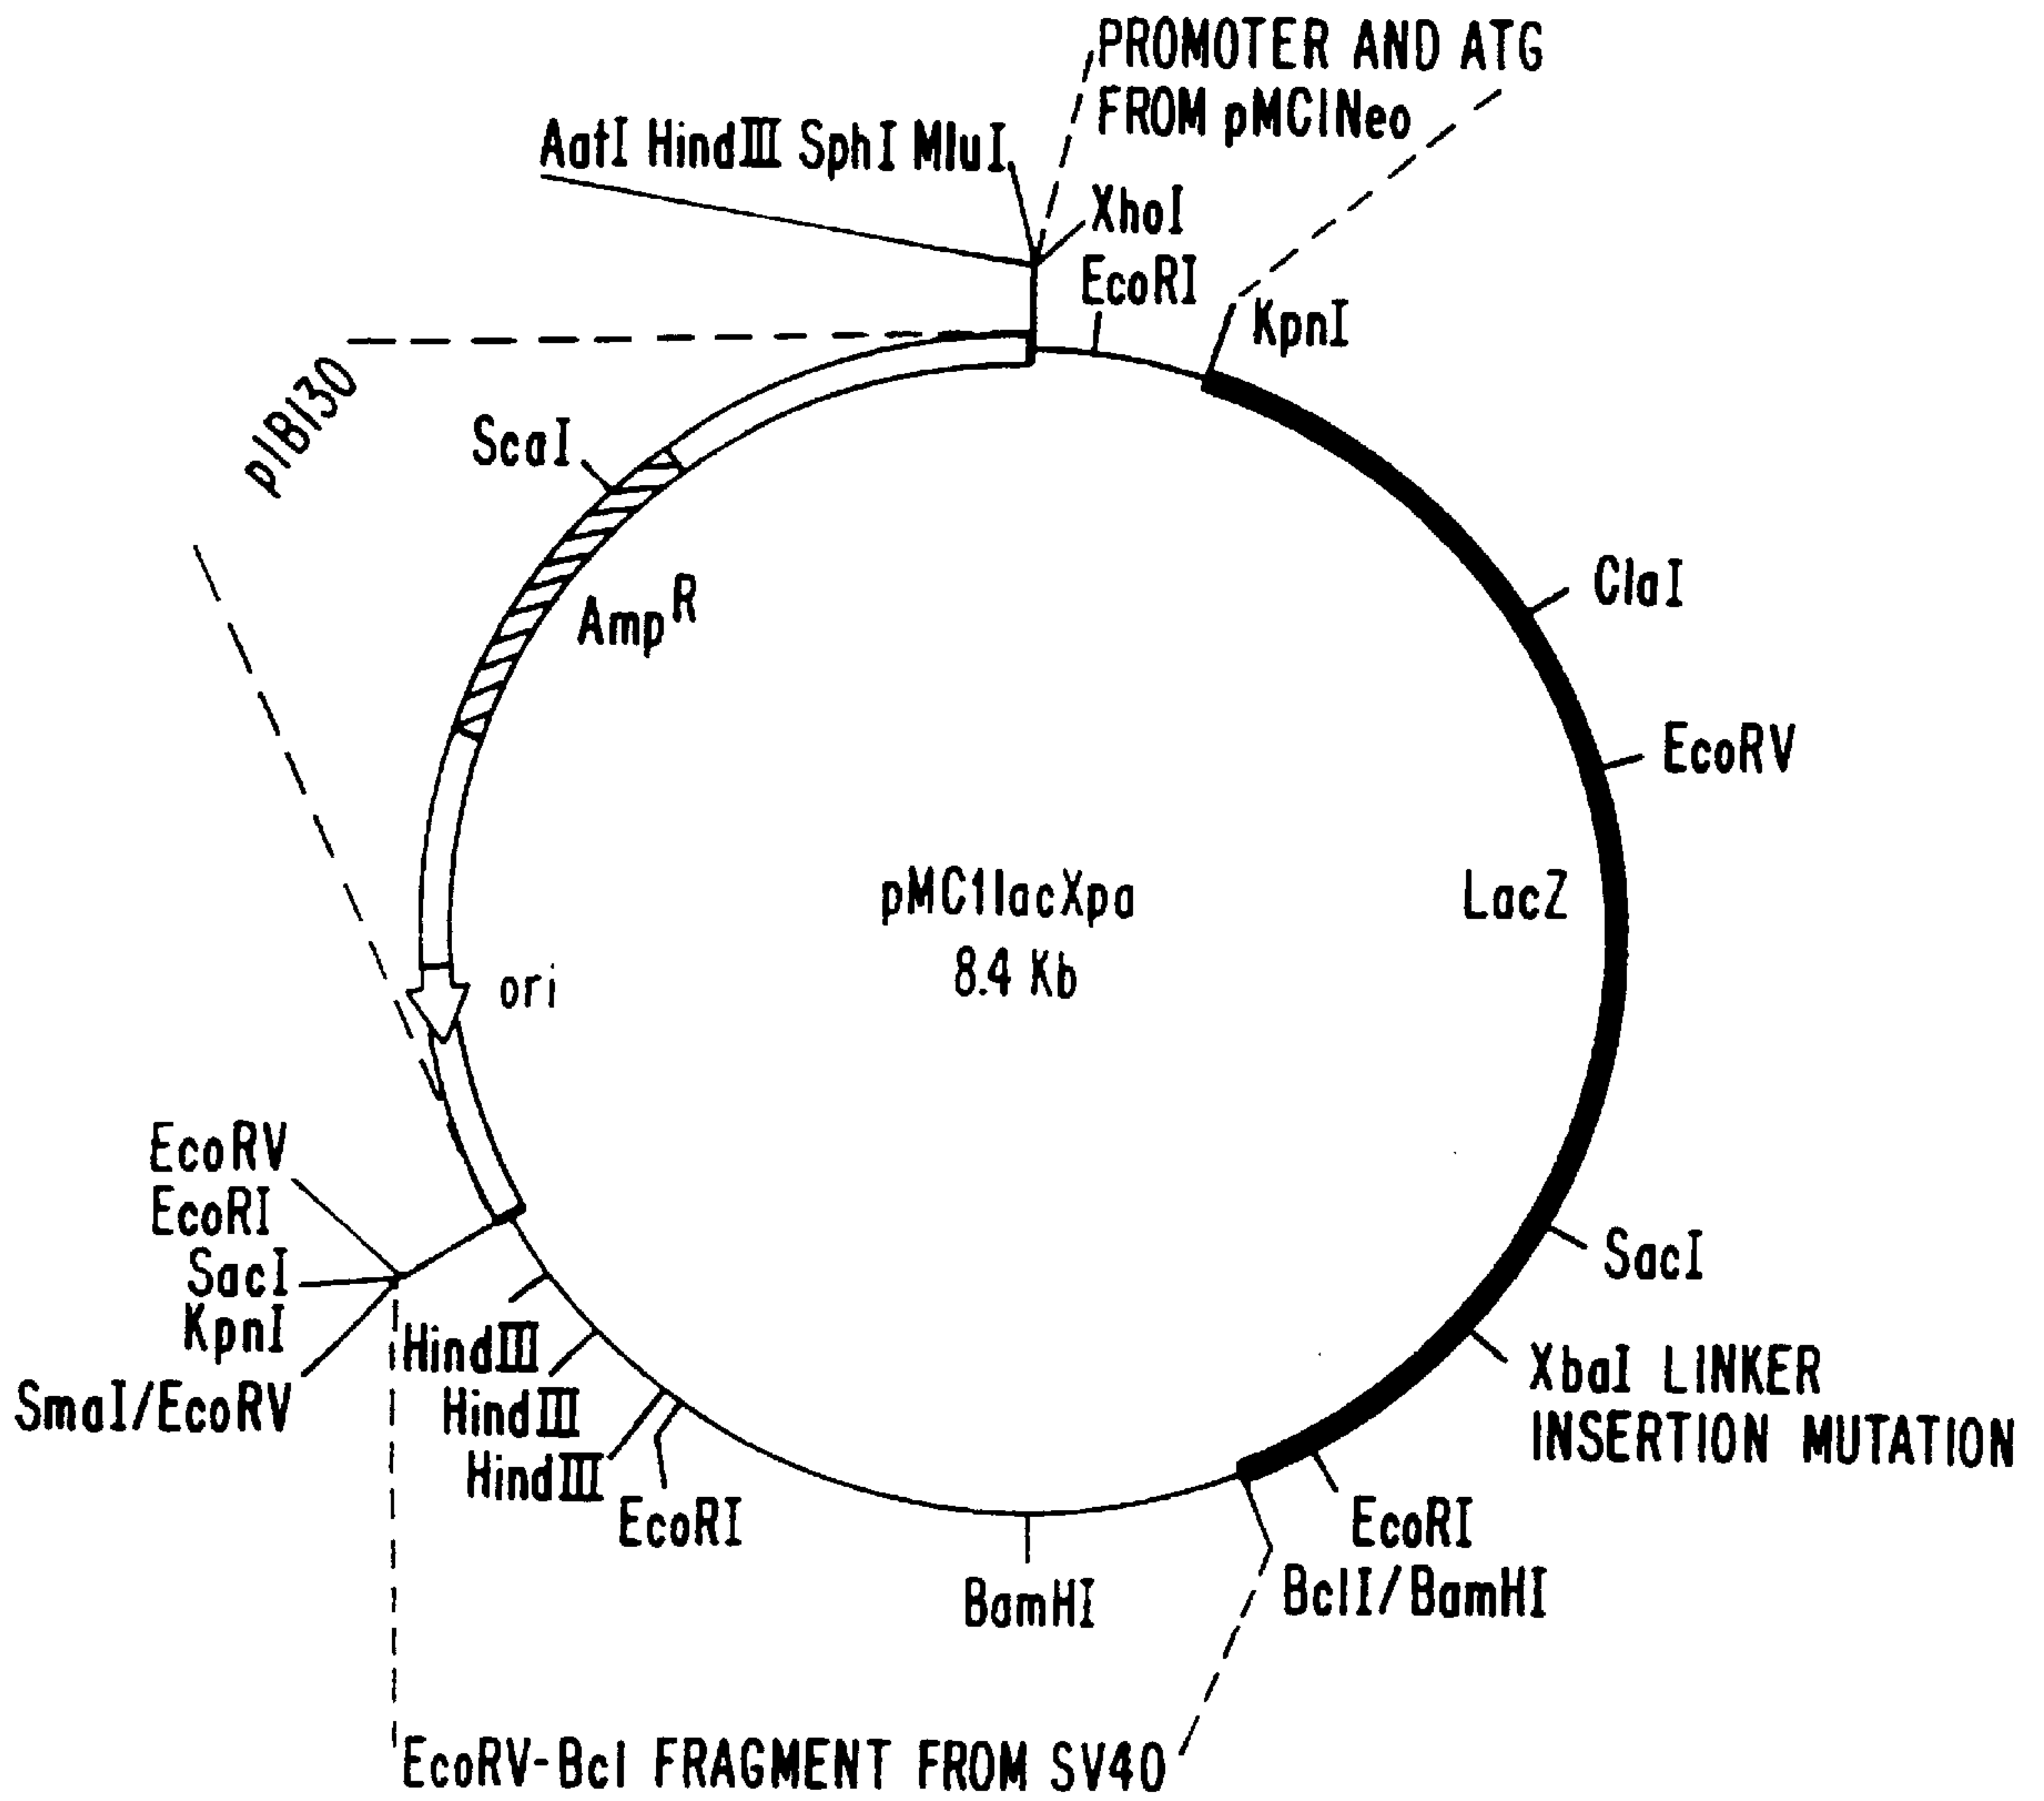 PROMOTER AND ATG
FROM pMC1Neo
AatI HindIII SphI MluI
XhoI
EcoRI
KpnI
pIBI30
ScaI
Amp^R
ClaI
EcoRV
LacZ
pMC1lacXpa
8.4 Kb
ori
EcoRV
EcoRI
SacI
KpnI
SmaI/EcoRV
HindIII
HindIII
HindIII
EcoRI
BamHI
SacI
XbaI LINKER
INSERTION MUTATION
EcoRI
BclI/BamHI
EcoRV-Bcl FRAGMENT FROM SV40